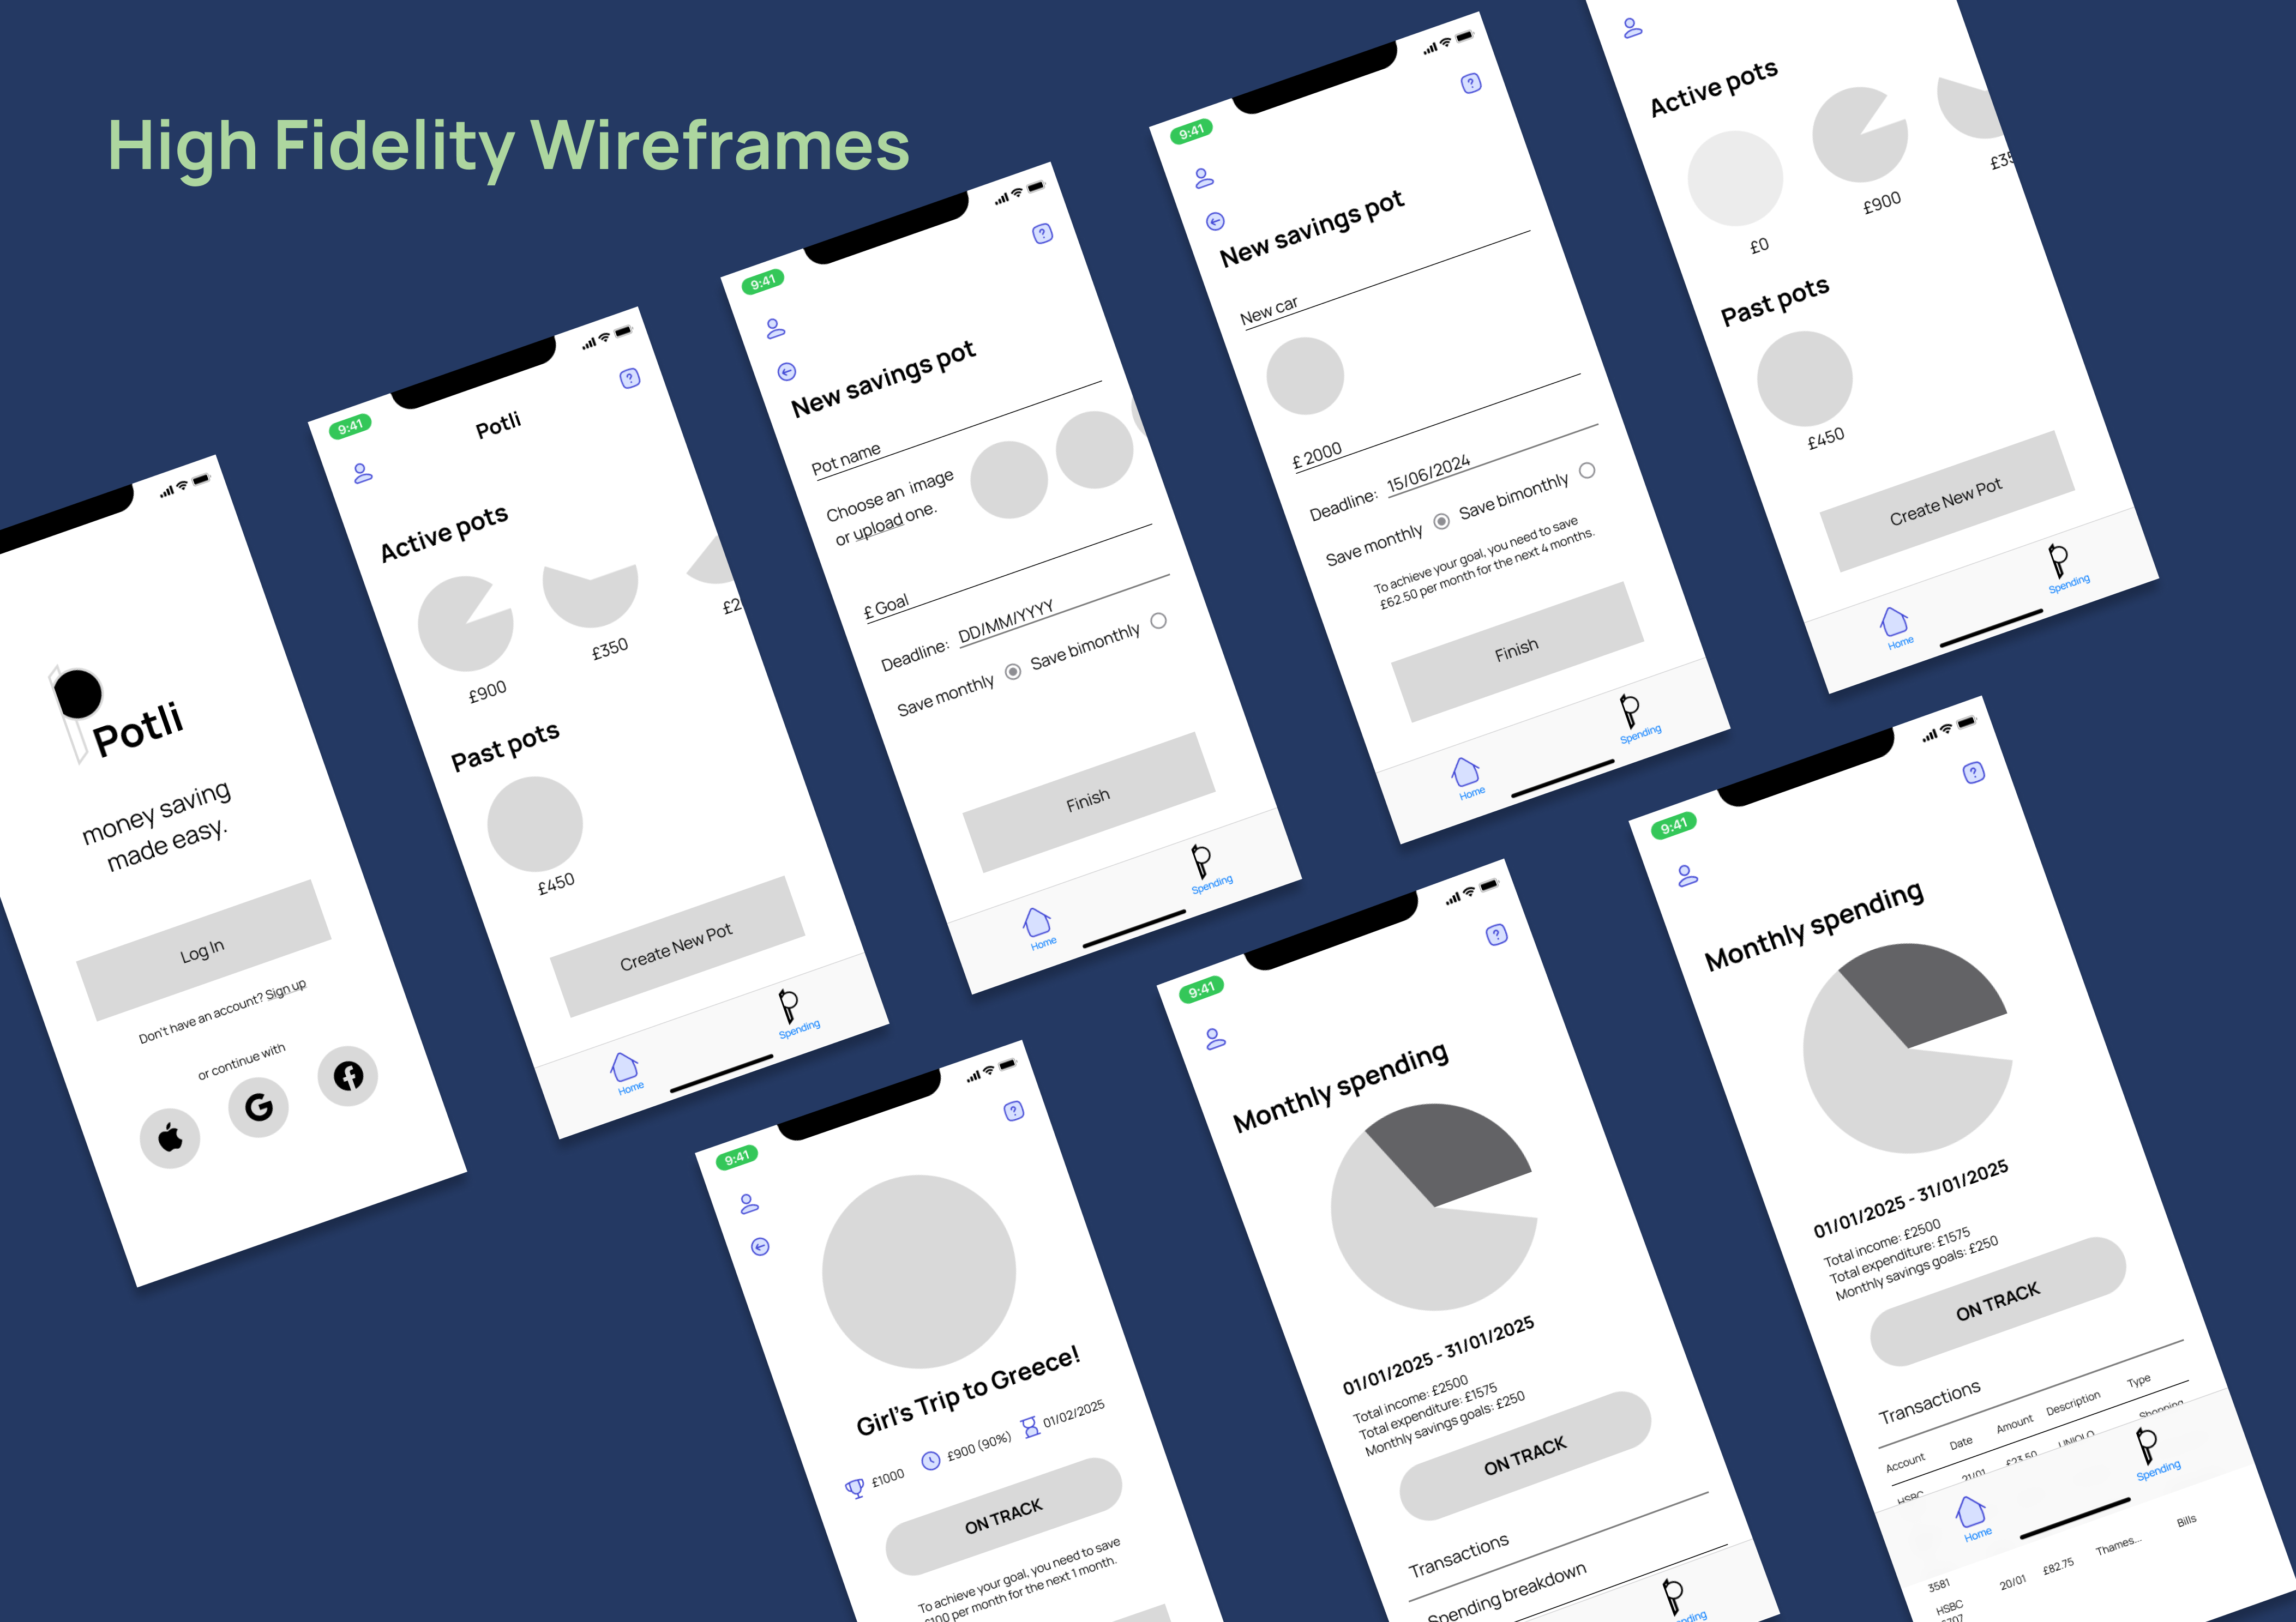 High Fidelity Wireframes
Potli
money saving
made easy.
Log In
Don't have an account? Sign up
or continue with
9:41
Potli
Active pots
£900
£350
Past pots
£450
Create New Pot
Home
Spending
9:41
New savings pot
Pot name
Choose an image
or upload one.
£ Goal
Deadline: DD/MM/YYYY
Save monthly
Save bimonthly
Finish
Home
Spending
9:41
New savings pot
New car
£ 2000
Deadline: 15/06/2024
Save monthly
Save bimonthly
To achieve your goal, you need to save
£62.50 per month for the next 4 months.
Finish
Home
Spending
Active pots
£0
£900
Past pots
£450
Create New Pot
Home
Spending
9:41
Girl's Trip to Greece!
£1000
£900 (90%)
01/02/2025
ON TRACK
To achieve your goal, you need to save
£100 per month for the next 1 month.
9:41
Monthly spending
01/01/2025 - 31/01/2025
Total income: £2500
Total expenditure: £1575
Monthly savings goals: £250
ON TRACK
Transactions
Spending breakdown
9:41
Monthly spending
01/01/2025 - 31/01/2025
Total income: £2500
Total expenditure: £1575
Monthly savings goals: £250
ON TRACK
Transactions
Account Date Amount Description Type
HSBC 21/01 £23.50 UNIQLO Shopping
Home
Spending
3581
20/01 £82.75 Thames... Bills
HSBC